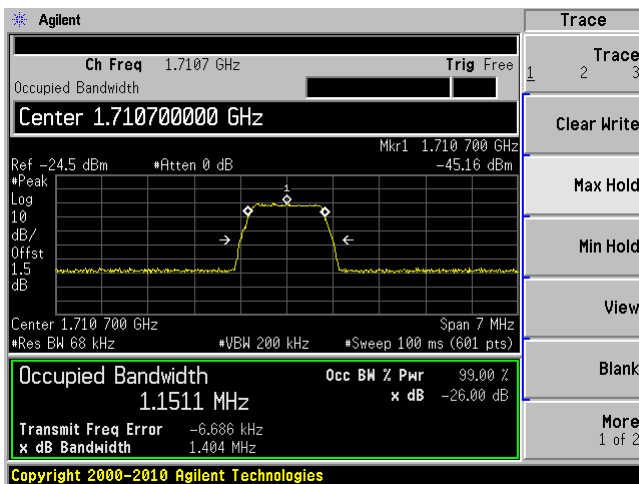 Agilent
Trace
Ch Freq 1.7107 GHz Trig Free
Occupied Bandwidth
Center 1.710700000 GHz
Mkr1 1.710 700 GHz
Ref -24.5 dBm #Atten 0 dB -45.16 dBm
#Peak
Log
10
dB/
Offst
1.5
dB
1
Center 1.710 700 GHz Span 7 MHz
#Res BW 68 kHz #VBW 200 kHz #Sweep 100 ms (601 pts)
Occupied Bandwidth
1.1511 MHz
Occ BW % Pwr 99.00 %
x dB -26.00 dB
Transmit Freq Error -6.686 kHz
x dB Bandwidth 1.404 MHz
Copyright 2000-2010 Agilent Technologies
Trace
1 2 3
Clear Write
Max Hold
Min Hold
View
Blank
More
1 of 2